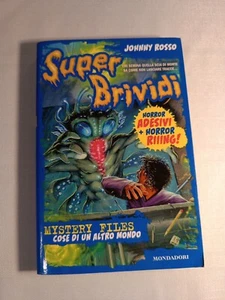 JOHNNY ROSSO
Super
Brividi
HORROR
ADESIVI
+ HORROR
RIIING!
MYSTERY FILES
COSE DI UN ALTRO MONDO
MONDADORI